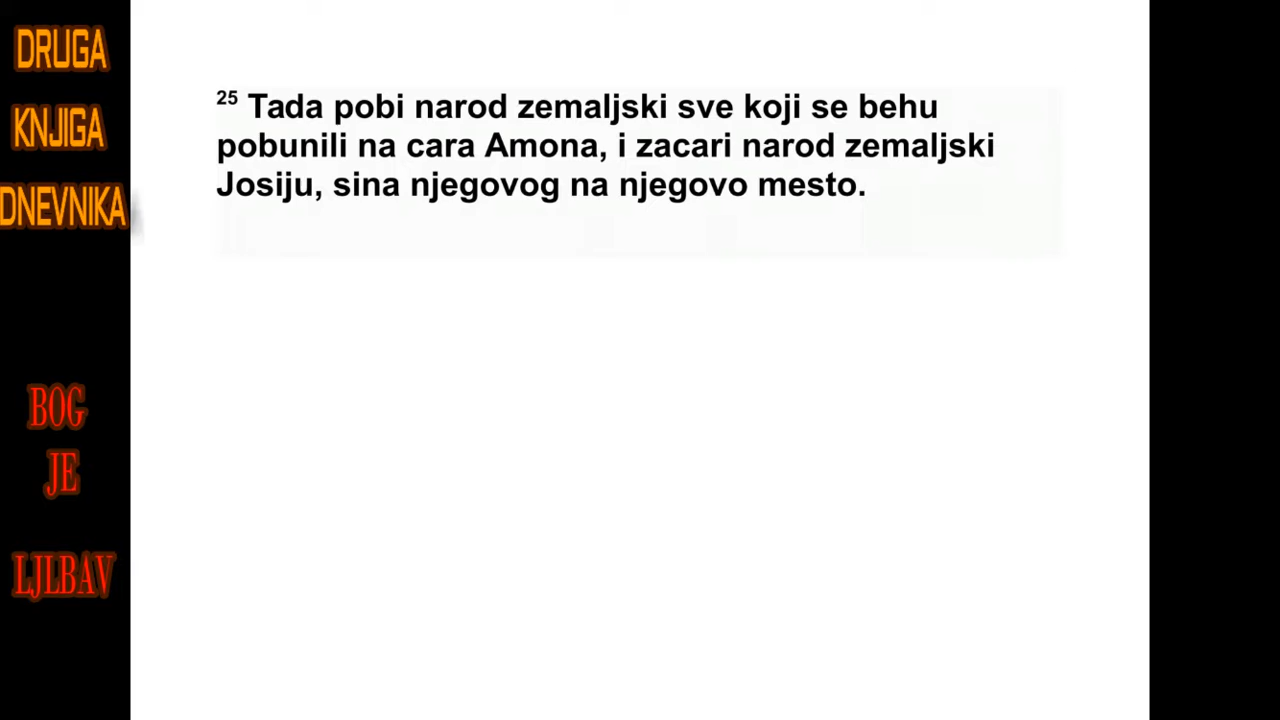 DRUGA
KNJIGA
DNEVNIKA
BOG
JE
LJLBAV
25 Tada pobi narod zemaljski sve koji se behu
pobunili na cara Amona, i zacari narod zemaljski
Josiju, sina njegovog na njegovo mesto.